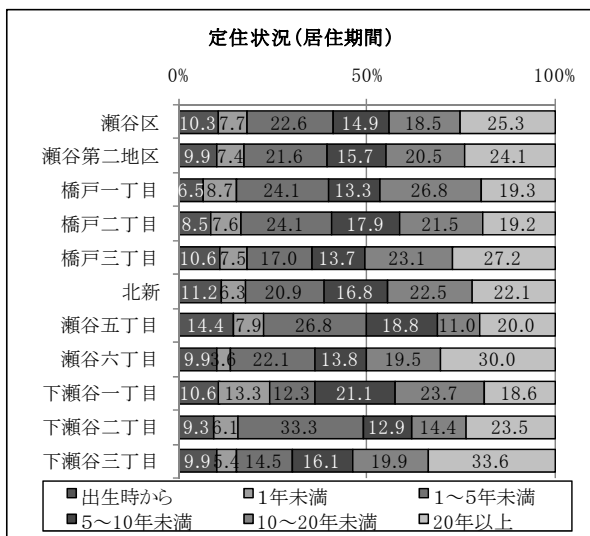 定住状況(居住期間)
0% 50% 100%
瀬谷区 10.3 7.7 22.6 14.9 18.5 25.3
瀬谷第二地区 9.9 7.4 21.6 15.7 20.5 24.1
橋戸一丁目 6.5 8.7 24.1 13.3 26.8 19.3
橋戸二丁目 8.5 7.6 24.1 17.9 21.5 19.2
橋戸三丁目 10.6 7.5 17.0 13.7 23.1 27.2
北新 11.2 6.3 20.9 16.8 22.5 22.1
瀬谷五丁目 14.4 7.9 26.8 18.8 11.0 20.0
瀬谷六丁目 9.9 3.6 22.1 13.8 19.5 30.0
下瀬谷一丁目 10.6 13.3 12.3 21.1 23.7 18.6
下瀬谷二丁目 9.3 6.1 33.3 12.9 14.4 23.5
下瀬谷三丁目 9.9 5.4 14.5 16.1 19.9 33.6
出生時から 1年未満 1～5年未満
5～10年未満 10～20年未満 20年以上